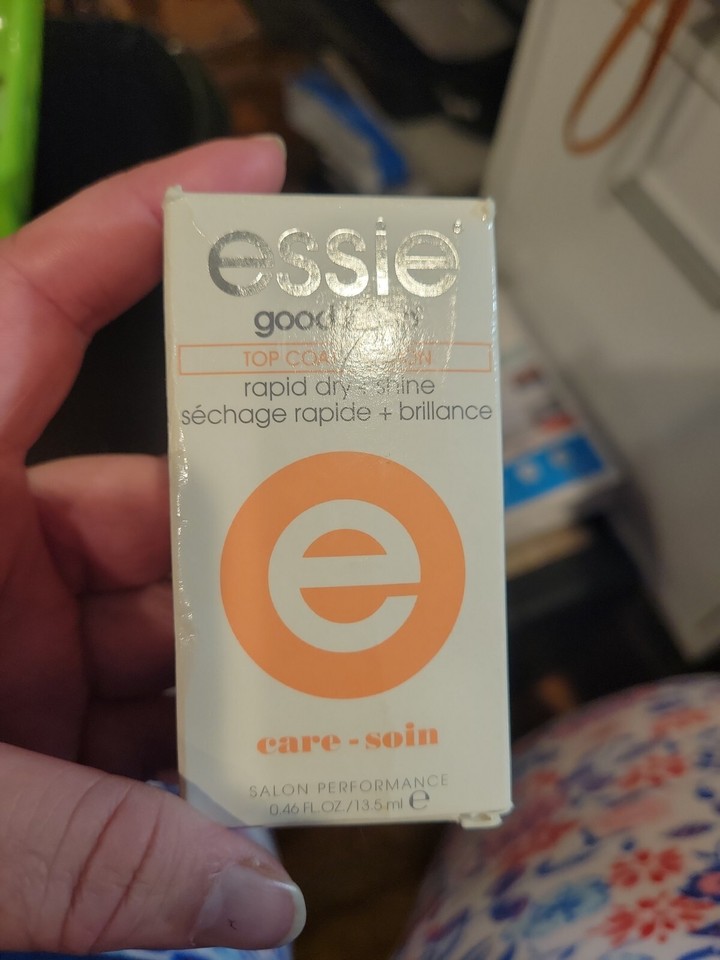 essie
good
TOP
rapid dry + shine
séchage rapide + brillance
e
care - soin
SALON PERFORMANCE
0.46 FL.OZ./13.5 ml e